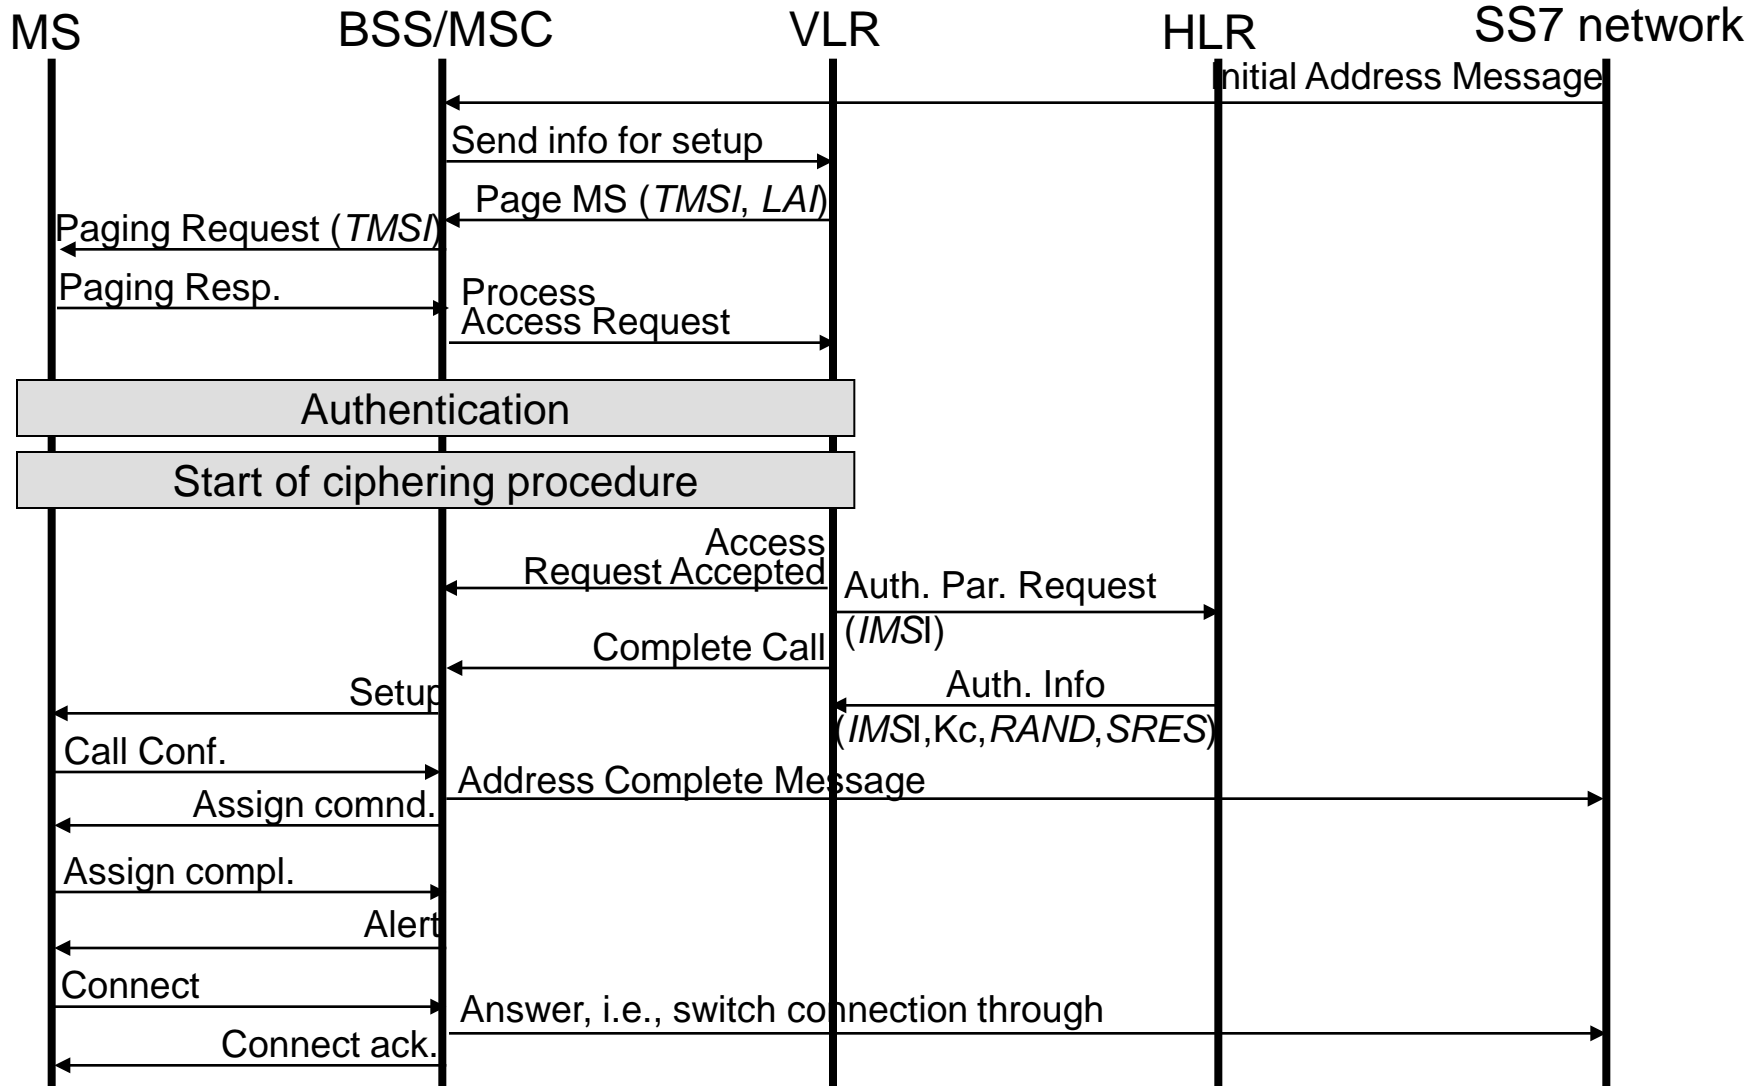 MS
BSS/MSC
VLR
HLR
SS7 network
Initial Address Message
Send info for setup
Page MS (TMSI, LAI)
Paging Request (TMSI)
Paging Resp.
Process
Access Request
Authentication
Start of ciphering procedure
Access
Request Accepted
Auth. Par. Request
(IMSI)
Complete Call
Auth. Info
(IMSI,Kc,RAND,SRES)
Setup
Call Conf.
Address Complete Message
Assign comnd.
Assign compl.
Alert
Connect
Answer, i.e., switch connection through
Connect ack.